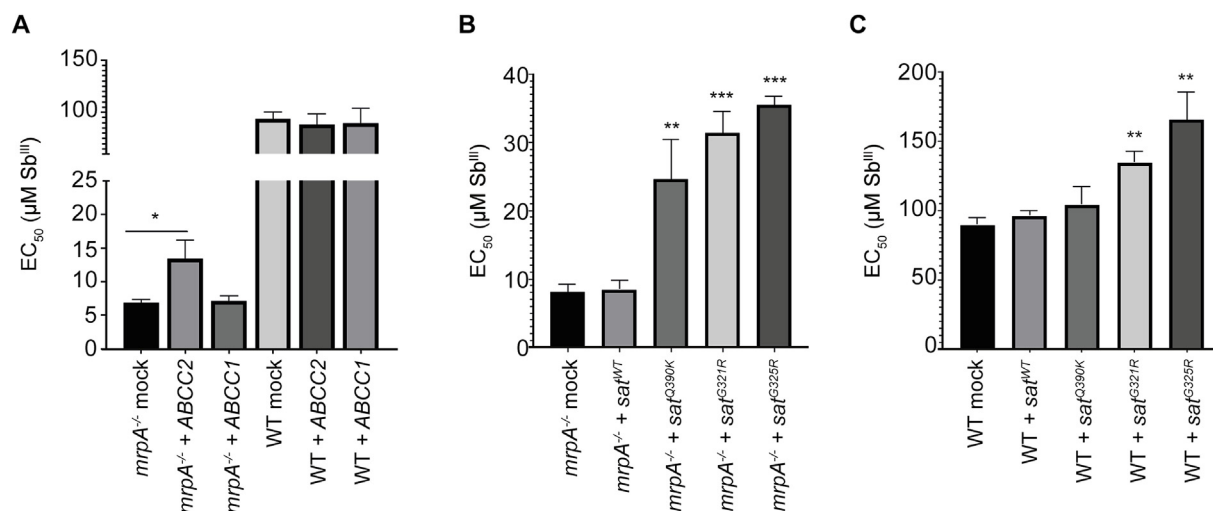 A
EC50 (µM SbIII)
150
100
50
25
20
15
10
5
0
*
mrpA-/- mock
mrpA-/- + ABCC2
mrpA-/- + ABCC1
WT mock
WT + ABCC2
WT + ABCC1
B
EC50 (µM SbIII)
40
30
20
10
0
**
***
***
mrpA-/- mock
mrpA-/- + satWT
mrpA-/- + satQ390K
mrpA-/- + satG321R
mrpA-/- + satG325R
C
EC50 (µM SbIII)
200
150
100
50
0
**
**
WT mock
WT + satWT
WT + satQ390K
WT + satG321R
WT + satG325R